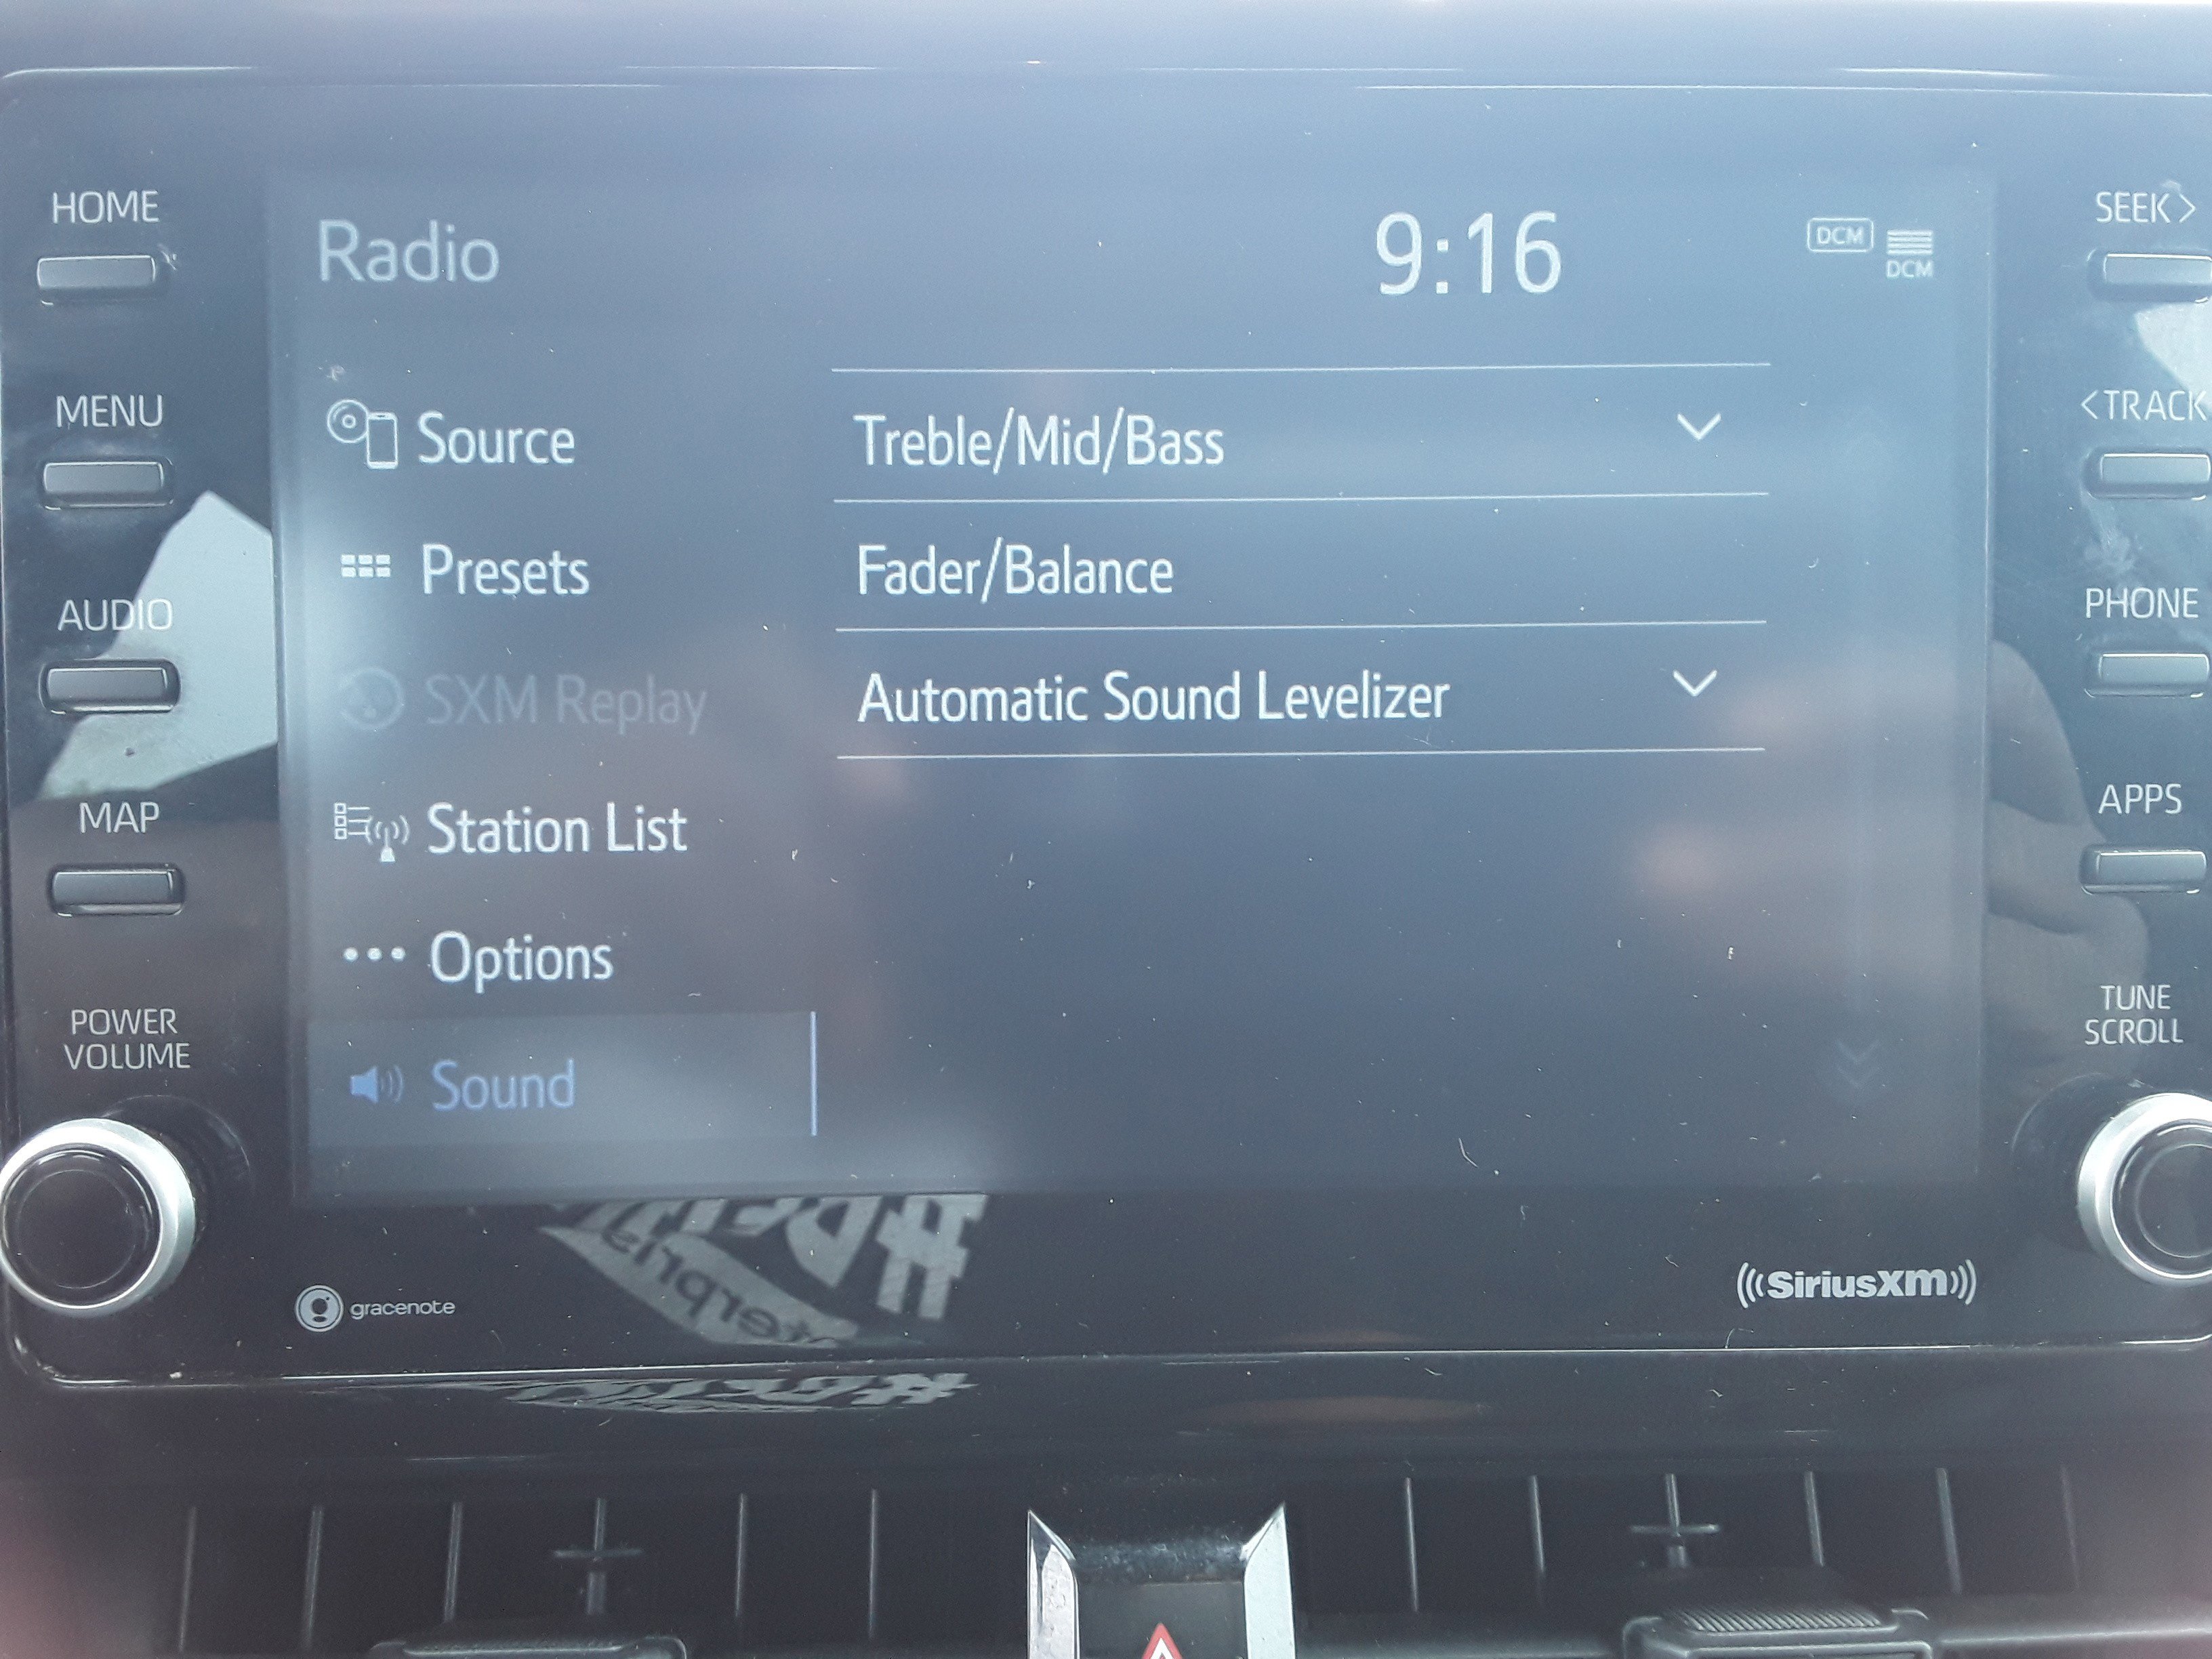 HOME
MENU
AUDIO
MAP
POWER
VOLUME
Radio
9:16
DCM
DCM
Source
Presets
SXM Replay
Station List
Options
Sound
Treble/Mid/Bass
Fader/Balance
Automatic Sound Levelizer
SEEK>
<TRACK
PHONE
APPS
TUNE
SCROLL
gracenote
((SiriusXM))